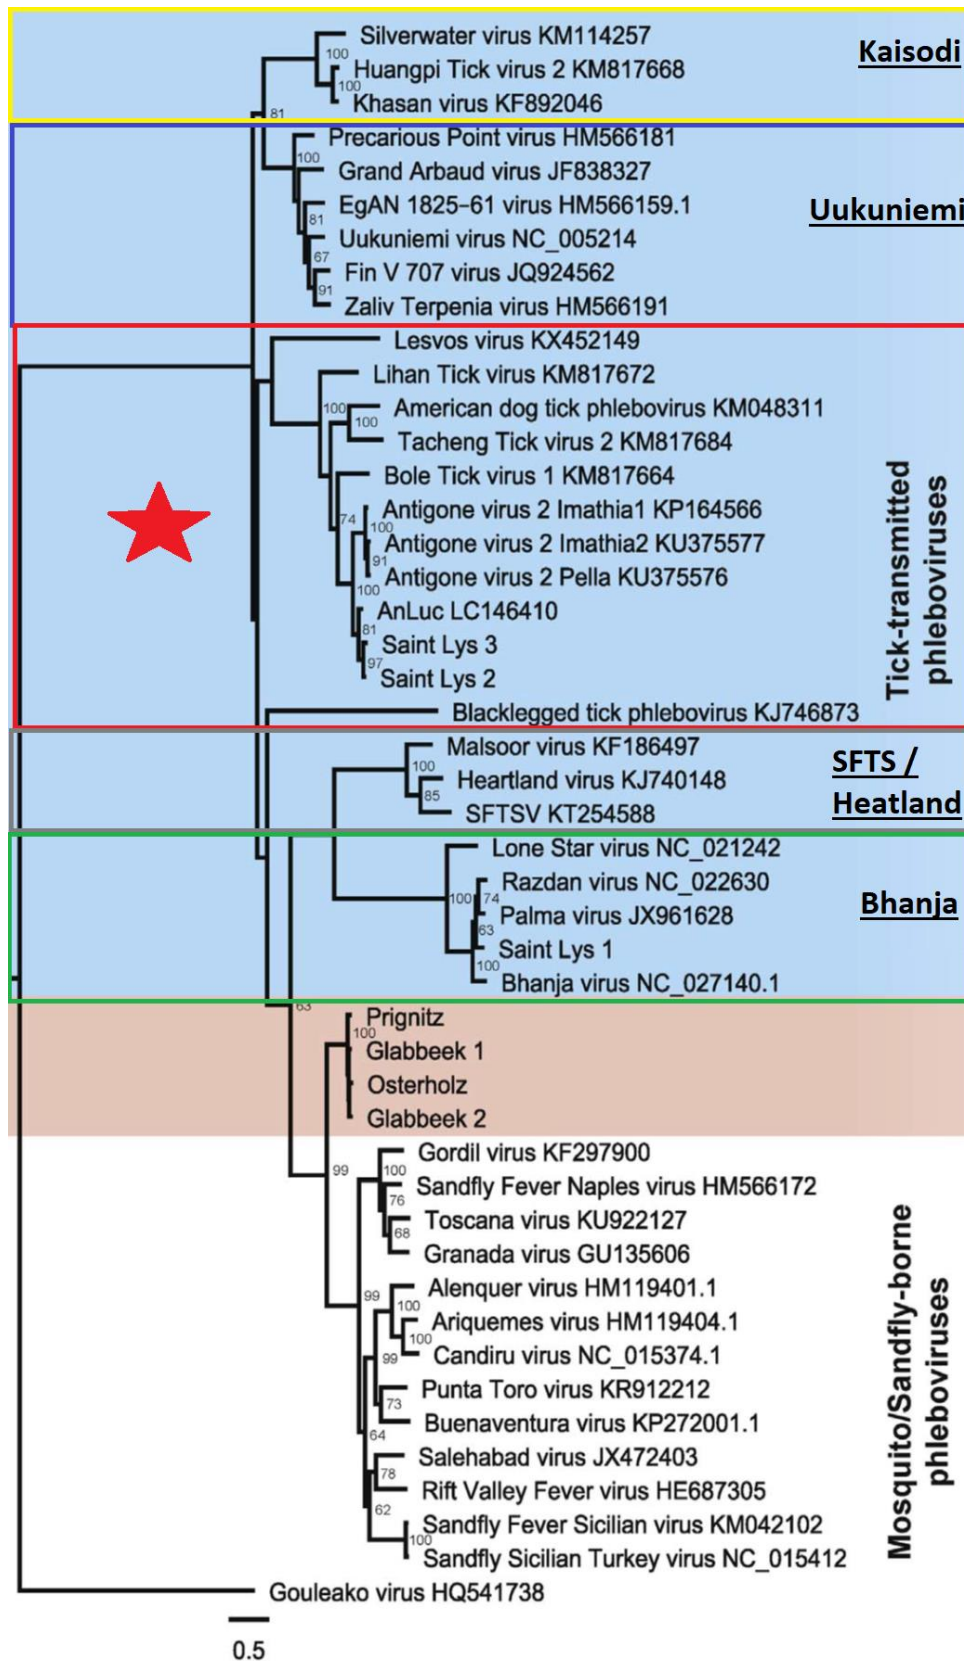 Silverwater virus KM114257
100
Kaisodi
Huangpi Tick virus 2 KM817668
100
Khasan virus KF892046
81
Precarious Point virus HM566181
100
Grand Arbaud virus JF838327
EgAN 1825-61 virus HM566159.1
81
Uukuniemi
Uukuniemi virus NC_005214
67
Fin V 707 virus JQ924562
91
Zaliv Terpenia virus HM566191
Lesvos virus KX452149
Lihan Tick virus KM817672
100
American dog tick phlebovirus KM048311
100
Tacheng Tick virus 2 KM817684
Bole Tick virus 1 KM817664
74
Antigone virus 2 Imathia1 KP164566
100
Antigone virus 2 Imathia2 KU375577
91
Antigone virus 2 Pella KU375576
100
AnLuc LC146410
81
Saint Lys 3
97
Saint Lys 2
Tick-transmitted
phleboviruses
Blacklegged tick phlebovirus KJ746873
Malsoor virus KF186497
100
Heartland virus KJ740148
85
SFTSV KT254588
SFTS /
Heatland
Lone Star virus NC_021242
100
Razdan virus NC_022630
74
Palma virus JX961628
63
Saint Lys 1
100
Bhanja virus NC_027140.1
Bhanja
63
Prignitz
100
Glabbeek 1
Osterholz
Glabbeek 2
99
Gordil virus KF297900
100
Sandfly Fever Naples virus HM566172
76
Toscana virus KU922127
68
Granada virus GU135606
99
Alenquer virus HM119401.1
100
Ariquemes virus HM119404.1
100
Candiru virus NC_015374.1
99
Punta Toro virus KR912212
73
Buenaventura virus KP272001.1
64
Salehabad virus JX472403
78
Rift Valley Fever virus HE687305
62
Sandfly Fever Sicilian virus KM042102
100
Sandfly Sicilian Turkey virus NC_015412
Mosquito/Sandfly-borne
phleboviruses
Gouleako virus HQ541738
0.5